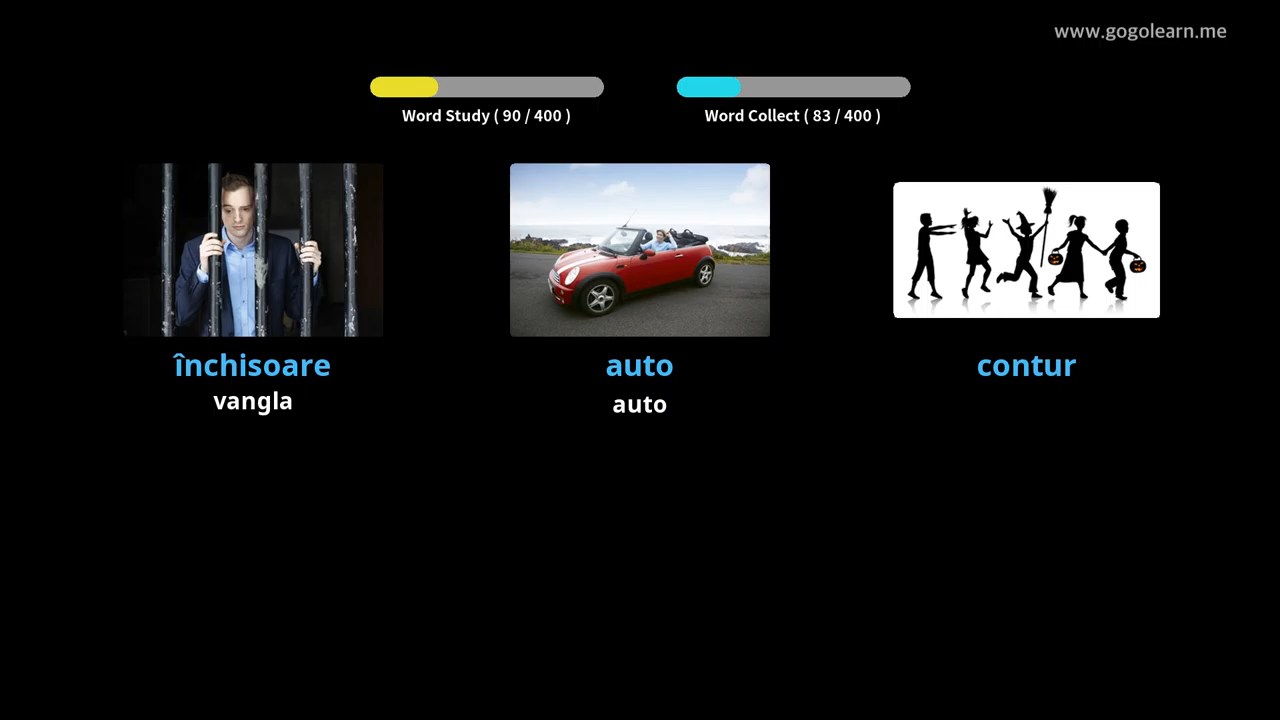 www.gogolearn.me
Word Study ( 90 / 400 )
Word Collect ( 83 / 400 )
închisoare
vangla
auto
auto
contur